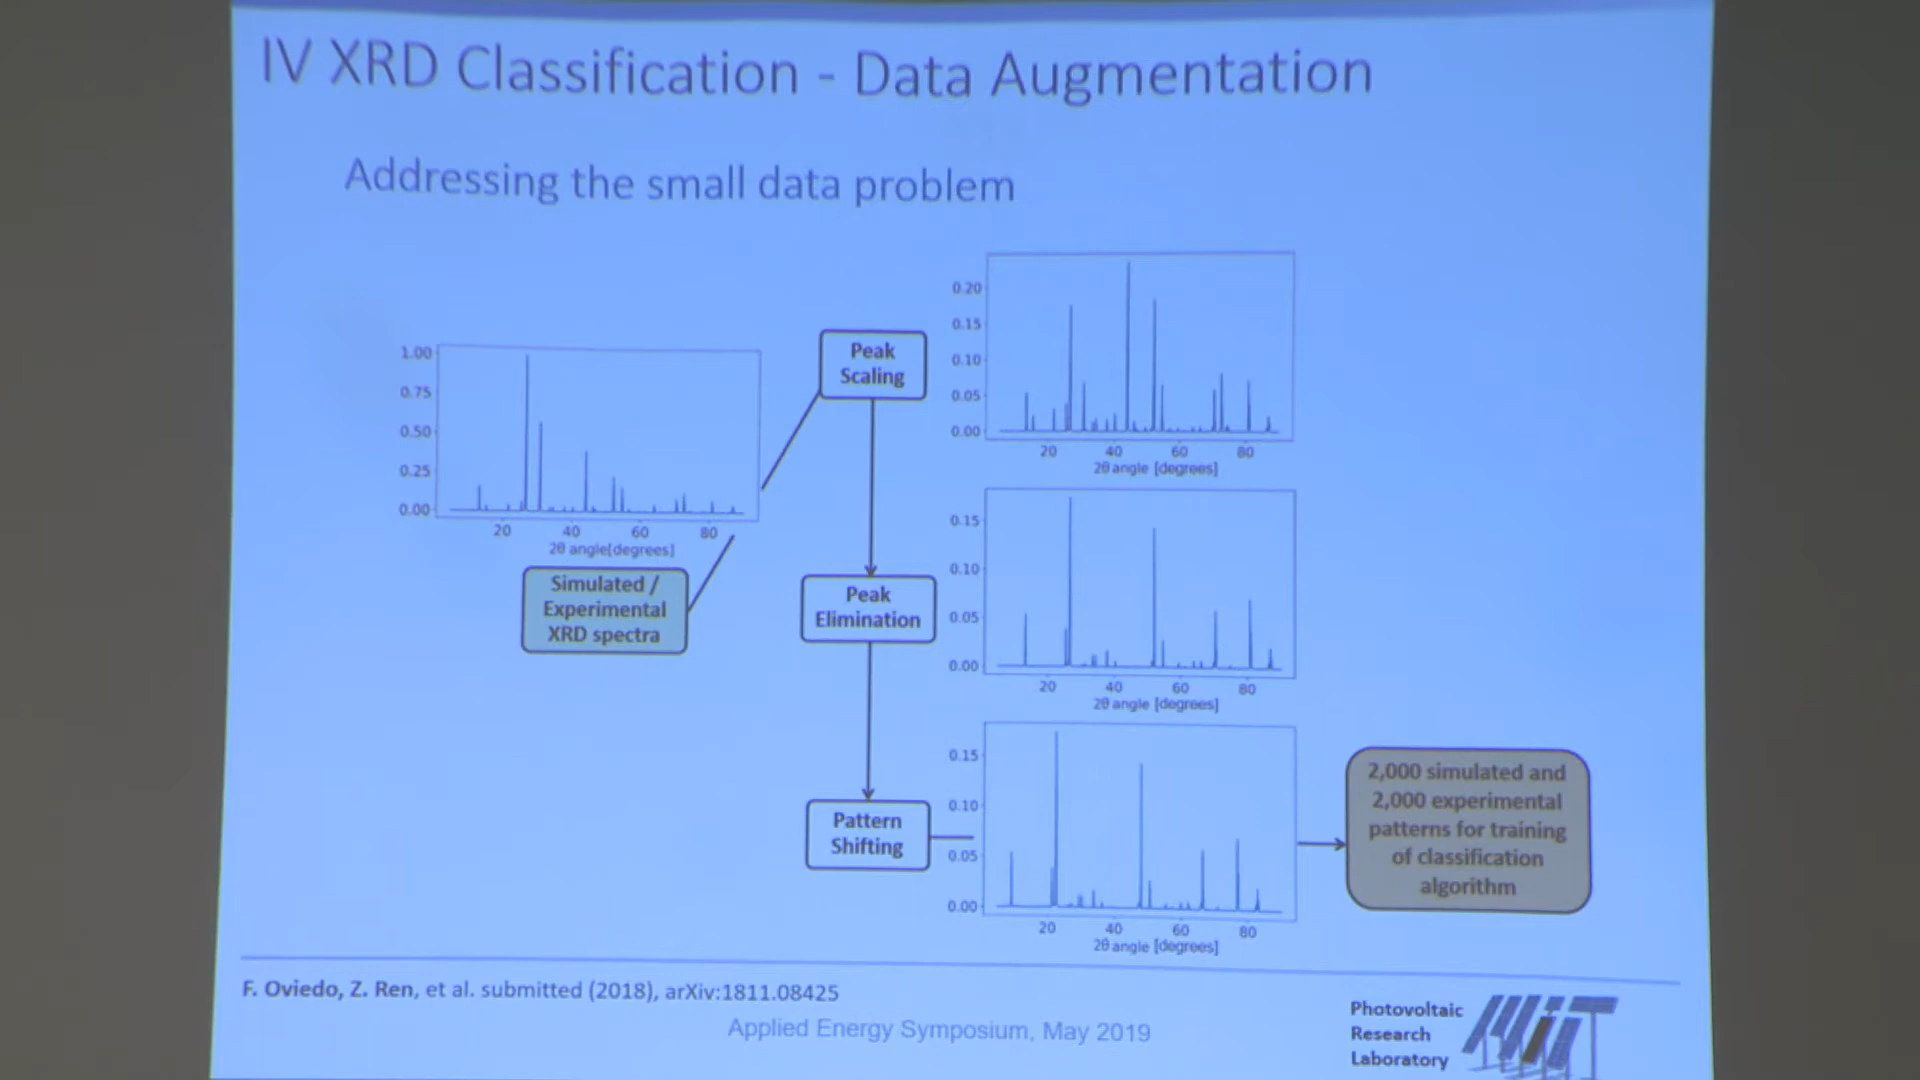 IV XRD Classification - Data Augmentation
Addressing the small data problem
1.00
0.75
0.50
0.25
0.00
20 40 60 80
2θ angle[degrees]
Simulated /
Experimental
XRD spectra
Peak
Scaling
0.20
0.15
0.10
0.05
0.00
20 40 60 80
2θ angle [degrees]
Peak
Elimination
0.15
0.10
0.05
0.00
20 40 60 80
2θ angle [degrees]
Pattern
Shifting
0.15
0.10
0.05
0.00
20 40 60 80
2θ angle [degrees]
2,000 simulated and
2,000 experimental
patterns for training
of classification
algorithm
F. Oviedo, Z. Ren, et al. submitted (2018), arXiv:1811.08425
Applied Energy Symposium, May 2019
Photovoltaic
Research
Laboratory
MIT